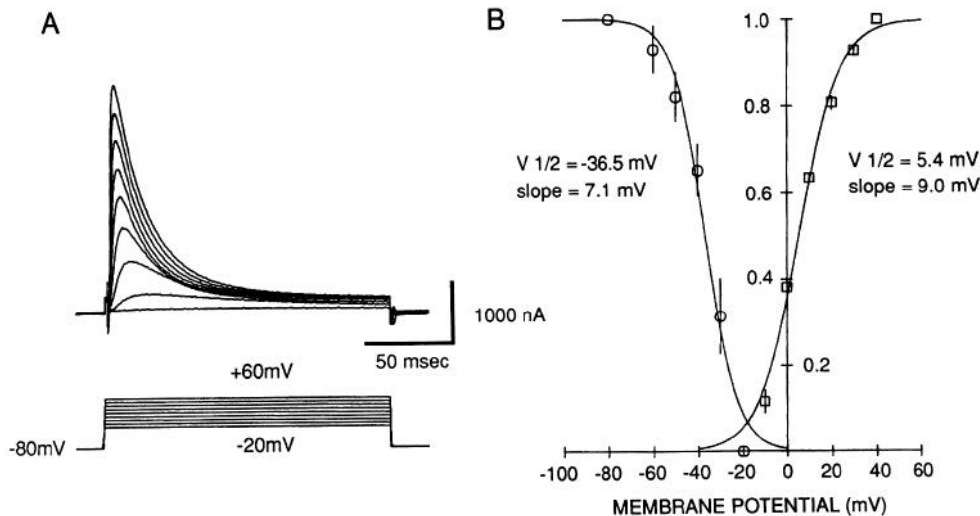 A
1000 nA
50 msec
+60mV
-80mV
-20mV
B
1.0
0.8
V 1/2 = -36.5 mV
slope = 7.1 mV
V 1/2 = 5.4 mV
slope = 9.0 mV
0.6
0.4
0.2
-100 -80 -60 -40 -20 0 20 40 60
MEMBRANE POTENTIAL (mV)